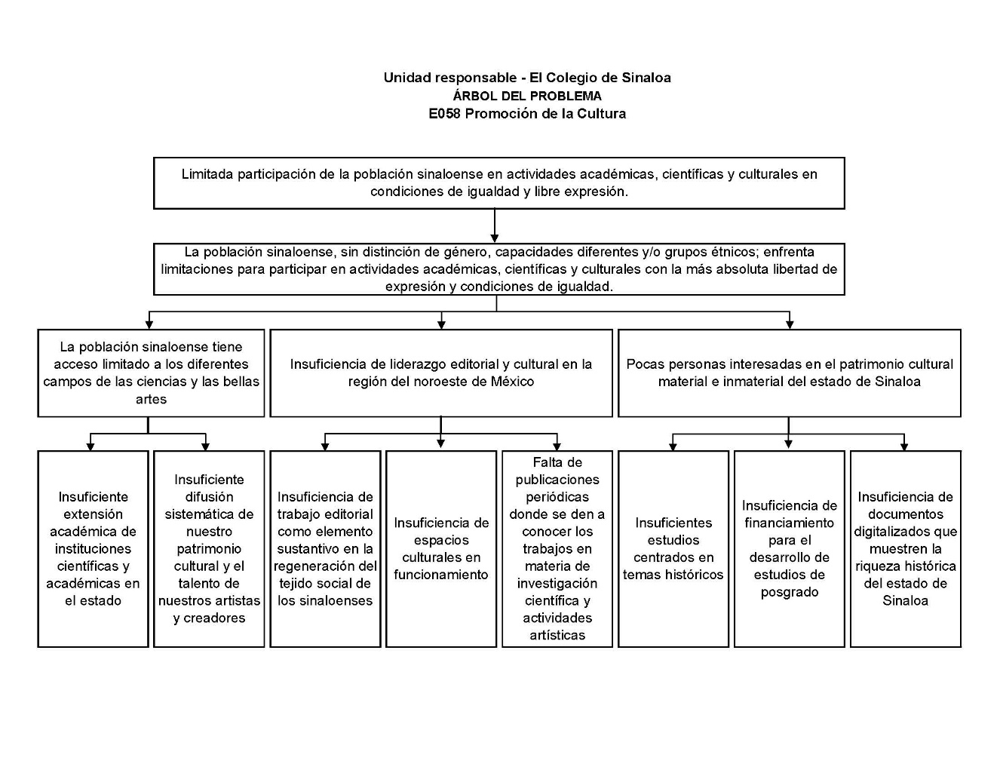 Unidad responsable - El Colegio de Sinaloa
ÁRBOL DEL PROBLEMA
E058 Promoción de la Cultura
Limitada participación de la población sinaloense en actividades académicas, científicas y culturales en
condiciones de igualdad y libre expresión.
La población sinaloense, sin distinción de género, capacidades diferentes y/o grupos étnicos; enfrenta
limitaciones para participar en actividades académicas, científicas y culturales con la más absoluta libertad de
expresión y condiciones de igualdad.
La población sinaloense tiene
acceso limitado a los diferentes
campos de las ciencias y las bellas
artes
Insuficiencia de liderazgo editorial y cultural en la
región del noroeste de México
Pocas personas interesadas en el patrimonio cultural
material e inmaterial del estado de Sinaloa
Insuficiente
extensión
académica de
instituciones
científicas y
académicas en
el estado
Insuficiente
difusión
sistemática de
nuestro
patrimonio
cultural y el
talento de
nuestros artistas
y creadores
Insuficiencia de
trabajo editorial
como elemento
sustantivo en la
regeneración del
tejido social de
los sinaloenses
Insuficiencia de
espacios
culturales en
funcionamiento
Falta de
publicaciones
periódicas
donde se den a
conocer los
trabajos en
materia de
investigación
científica y
actividades
artísticas
Insuficientes
estudios
centrados en
temas históricos
Insuficiencia de
financiamiento
para el
desarrollo de
estudios de
posgrado
Insuficiencia de
documentos
digitalizados que
muestren la
riqueza histórica
del estado de
Sinaloa